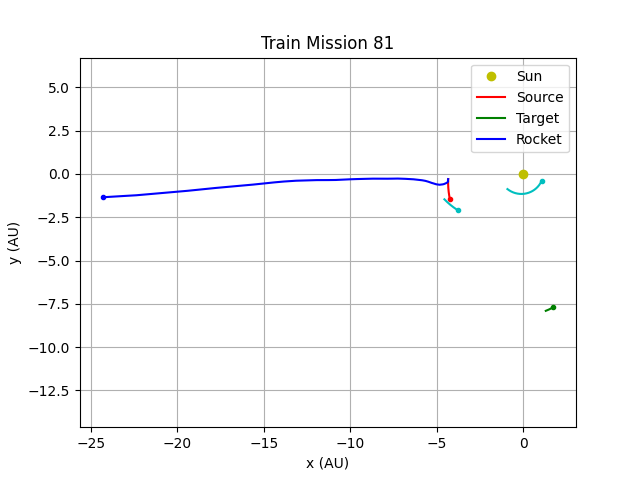 Train Mission 81
Sun
Source
Target
Rocket
5.0
2.5
0.0
−2.5
−5.0
−7.5
−10.0
−12.5
y (AU)
−25
−20
−15
−10
−5
0
x (AU)